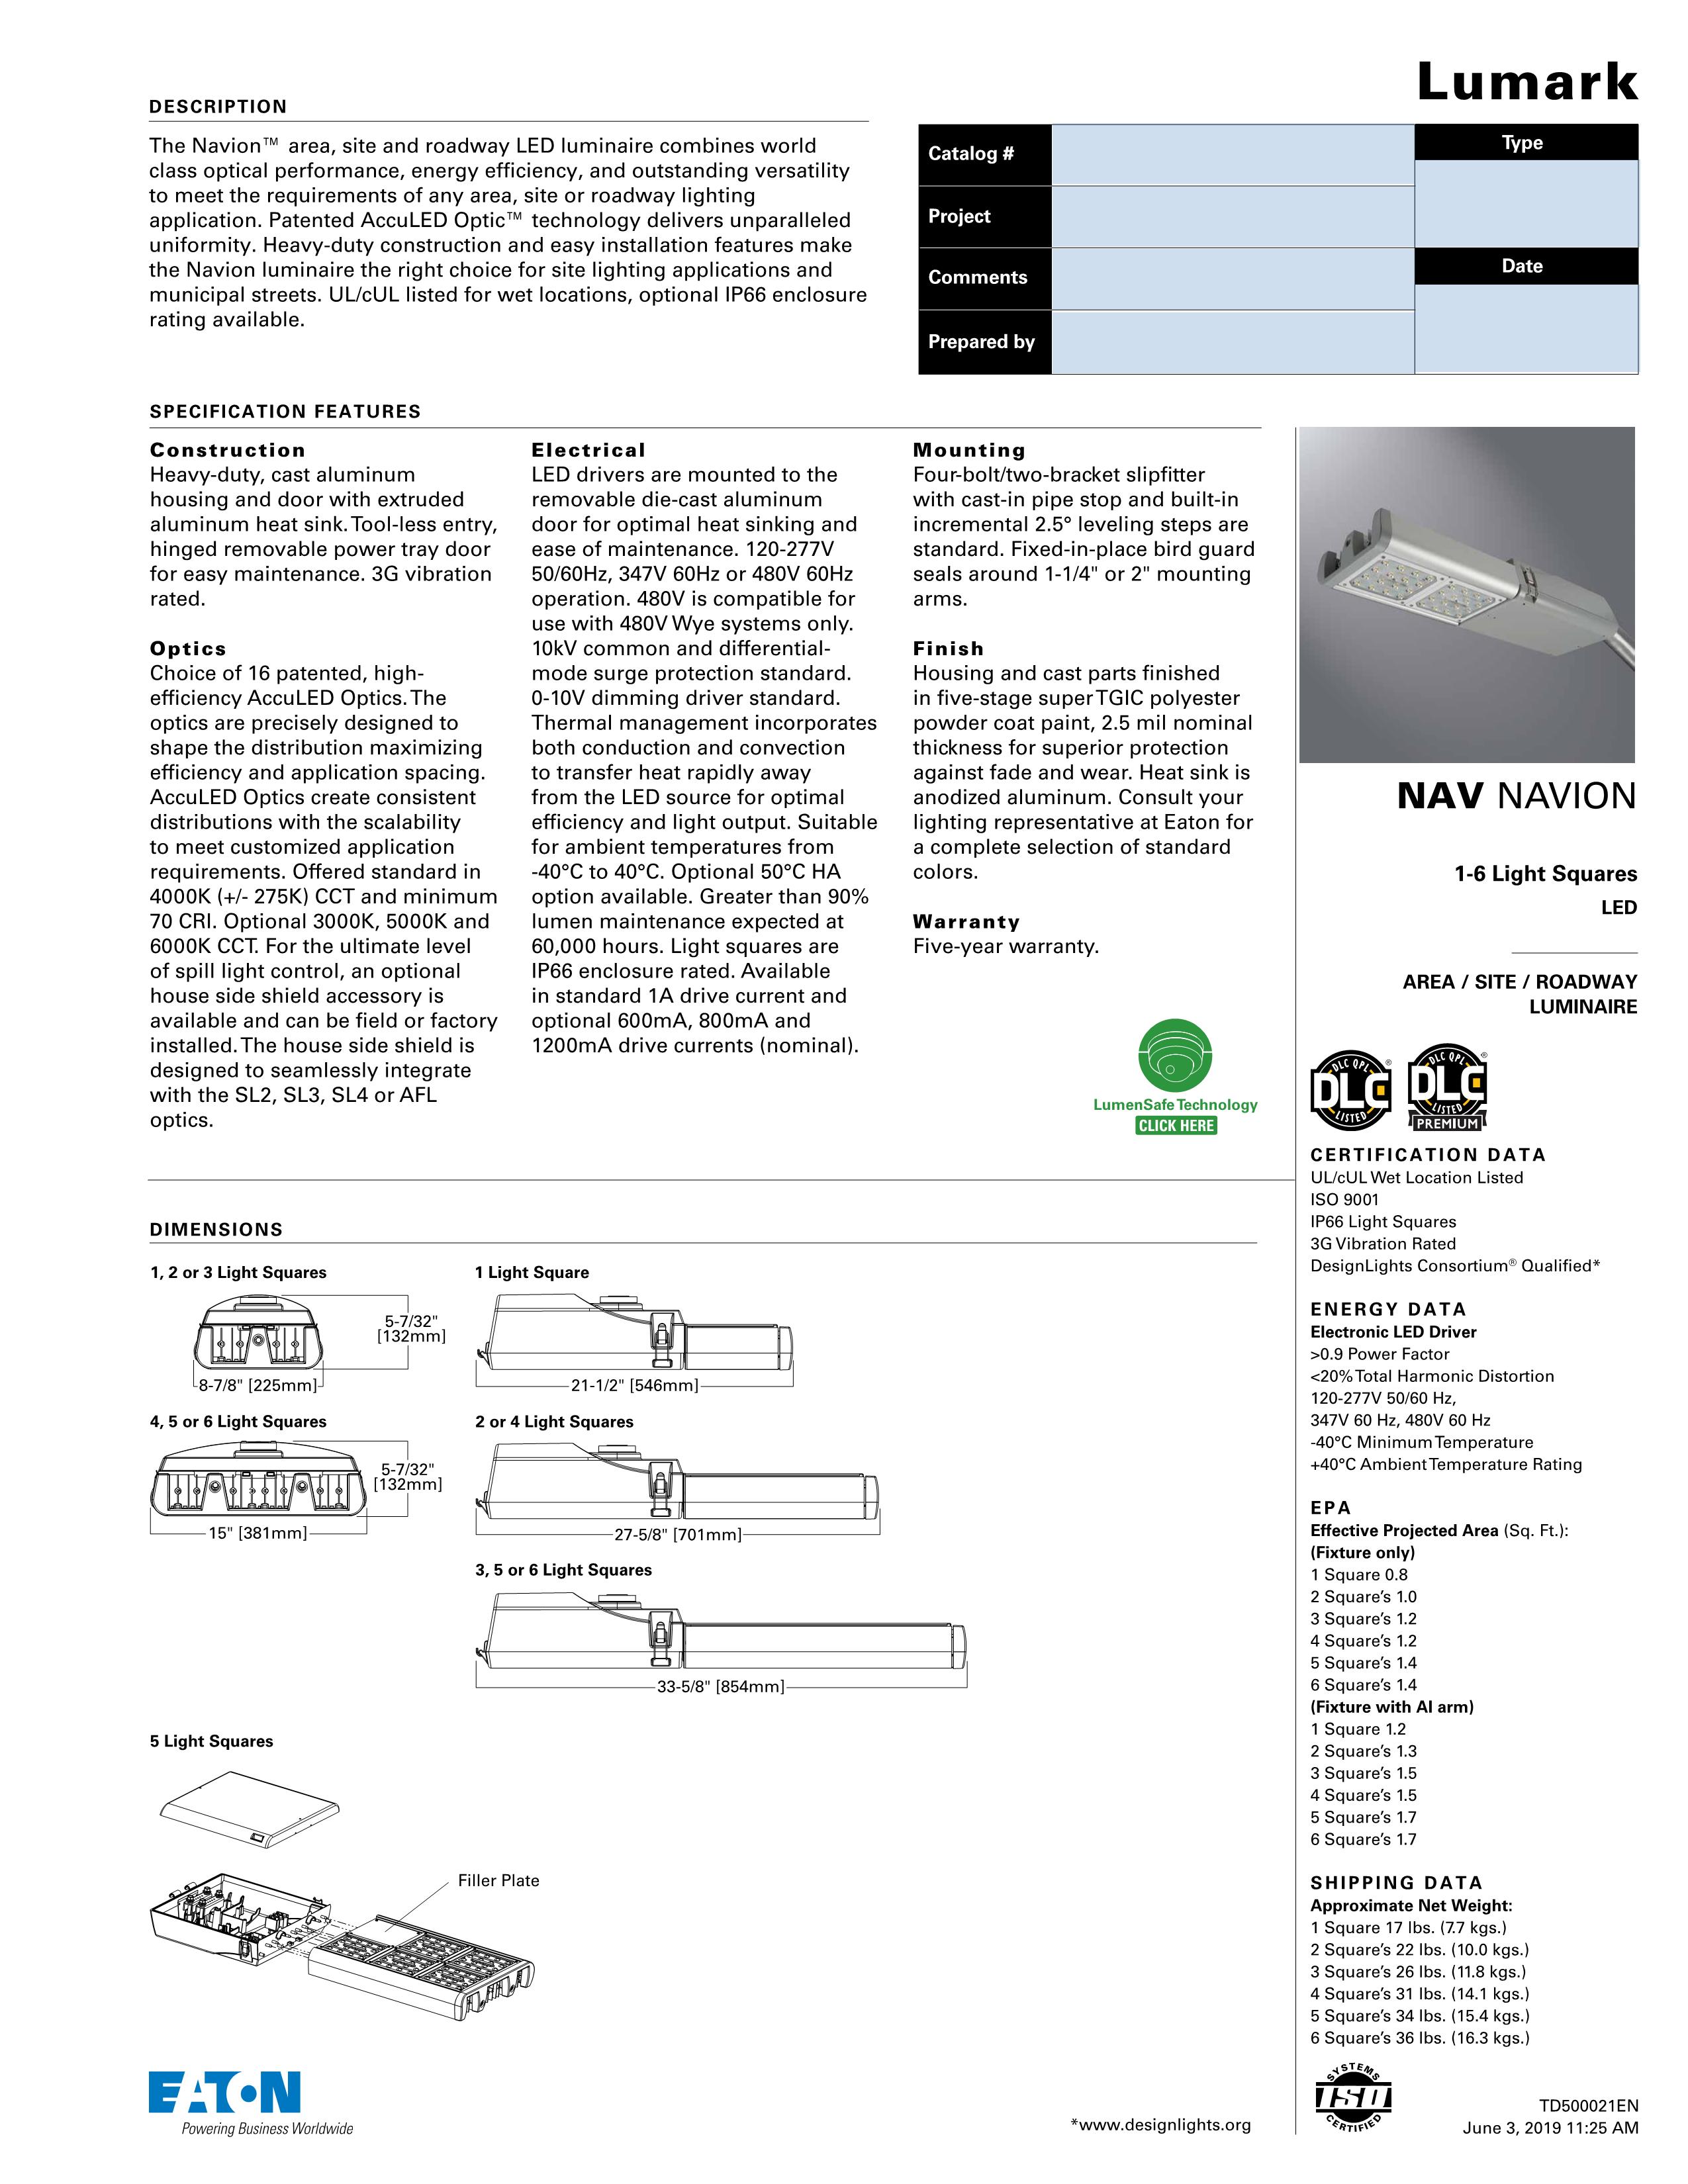 Lumark
DESCRIPTION
The Navion™ area, site and roadway LED luminaire combines world
class optical performance, energy efficiency, and outstanding versatility
to meet the requirements of any area, site or roadway lighting
application. Patented AccuLED Optic™ technology delivers unparalleled
uniformity. Heavy-duty construction and easy installation features make
the Navion luminaire the right choice for site lighting applications and
municipal streets. UL/cUL listed for wet locations, optional IP66 enclosure
rating available.
Catalog #
Type
Project
Comments
Date
Prepared by
SPECIFICATION FEATURES
Construction
Heavy-duty, cast aluminum
housing and door with extruded
aluminum heat sink. Tool-less entry,
hinged removable power tray door
for easy maintenance. 3G vibration
rated.
Optics
Choice of 16 patented, high-
efficiency AccuLED Optics. The
optics are precisely designed to
shape the distribution maximizing
efficiency and application spacing.
AccuLED Optics create consistent
distributions with the scalability
to meet customized application
requirements. Offered standard in
4000K (+/- 275K) CCT and minimum
70 CRI. Optional 3000K, 5000K and
6000K CCT. For the ultimate level
of spill light control, an optional
house side shield accessory is
available and can be field or factory
installed. The house side shield is
designed to seamlessly integrate
with the SL2, SL3, SL4 or AFL
optics.
Electrical
LED drivers are mounted to the
removable die-cast aluminum
door for optimal heat sinking and
ease of maintenance. 120-277V
50/60Hz, 347V 60Hz or 480V 60Hz
operation. 480V is compatible for
use with 480V Wye systems only.
10kV common and differential-
mode surge protection standard.
0-10V dimming driver standard.
Thermal management incorporates
both conduction and convection
to transfer heat rapidly away
from the LED source for optimal
efficiency and light output. Suitable
for ambient temperatures from
-40°C to 40°C. Optional 50°C HA
option available. Greater than 90%
lumen maintenance expected at
60,000 hours. Light squares are
IP66 enclosure rated. Available
in standard 1A drive current and
optional 600mA, 800mA and
1200mA drive currents (nominal).
Mounting
Four-bolt/two-bracket slipfitter
with cast-in pipe stop and built-in
incremental 2.5° leveling steps are
standard. Fixed-in-place bird guard
seals around 1-1/4" or 2" mounting
arms.
Finish
Housing and cast parts finished
in five-stage super TGIC polyester
powder coat paint, 2.5 mil nominal
thickness for superior protection
against fade and wear. Heat sink is
anodized aluminum. Consult your
lighting representative at Eaton for
a complete selection of standard
colors.
Warranty
Five-year warranty.
LumenSafe Technology
CLICK HERE
NAV NAVION
1-6 Light Squares
LED
AREA / SITE / ROADWAY
LUMINAIRE
DLC QPL
DLC
LISTED
®
DLC QPL
DLC
LISTED
PREMIUM
®
CERTIFICATION DATA
UL/cUL Wet Location Listed
ISO 9001
IP66 Light Squares
3G Vibration Rated
DesignLights Consortium® Qualified*
ENERGY DATA
Electronic LED Driver
>0.9 Power Factor
<20% Total Harmonic Distortion
120-277V 50/60 Hz,
347V 60 Hz, 480V 60 Hz
-40°C Minimum Temperature
+40°C Ambient Temperature Rating
EPA
Effective Projected Area (Sq. Ft.):
(Fixture only)
1 Square 0.8
2 Square’s 1.0
3 Square’s 1.2
4 Square’s 1.2
5 Square’s 1.4
6 Square’s 1.4
(Fixture with AI arm)
1 Square 1.2
2 Square’s 1.3
3 Square’s 1.5
4 Square’s 1.5
5 Square’s 1.7
6 Square’s 1.7
SHIPPING DATA
Approximate Net Weight:
1 Square 17 lbs. (7.7 kgs.)
2 Square’s 22 lbs. (10.0 kgs.)
3 Square’s 26 lbs. (11.8 kgs.)
4 Square’s 31 lbs. (14.1 kgs.)
5 Square’s 34 lbs. (15.4 kgs.)
6 Square’s 36 lbs. (16.3 kgs.)
DIMENSIONS
1, 2 or 3 Light Squares
5-7/32"
[132mm]
8-7/8" [225mm]
1 Light Square
21-1/2" [546mm]
4, 5 or 6 Light Squares
5-7/32"
[132mm]
15" [381mm]
2 or 4 Light Squares
27-5/8" [701mm]
3, 5 or 6 Light Squares
33-5/8" [854mm]
5 Light Squares
Filler Plate
EATON
Powering Business Worldwide
*www.designlights.org
SYSTEMS
ISO
CERTIFIED
TD500021EN
June 3, 2019 11:25 AM